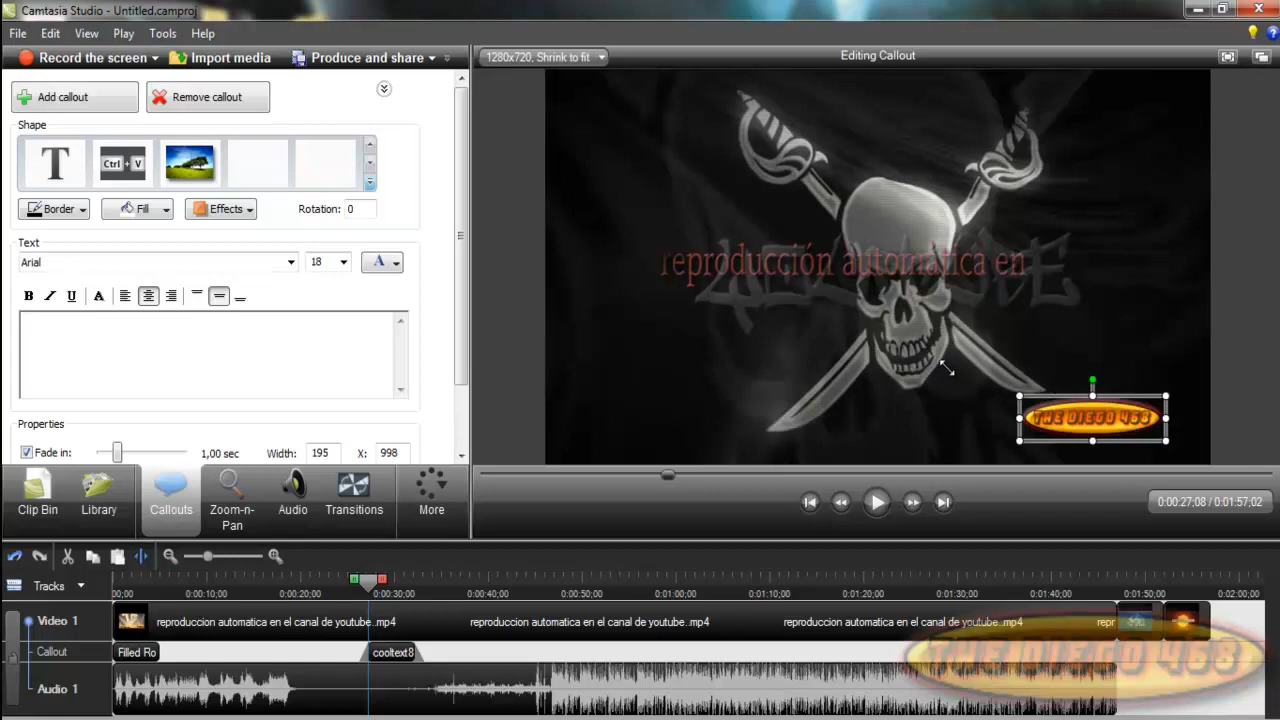 Camtasia Studio - Untitled.camproj
File Edit View Play Tools Help
Record the screen Import media Produce and share
1280x720, Shrink to fit
Editing Callout
Add callout Remove callout
Shape
T Ctrl + V
Border Fill Effects Rotation: 0
Text
Arial 18 A
B I U A
Properties
Fade in: 1,00 sec Width: 195 X: 998
reproducción automática en
THE DIEGO 468
Clip Bin Library Callouts Zoom-n-Pan Audio Transitions More
0:00:27;08 / 0:01:57;02
Tracks
00;00 0:00:10;00 0:00:20;00 0:00:30;00 0:00:40;00 0:00:50;00 0:01:00;00 0:01:10;00 0:01:20;00 0:01:30;00 0:01:40;00 0:01:50;00 0:02:00;00
Video 1 reproduccion automatica en el canal de youtube..mp4 reproduccion automatica en el canal de youtube..mp4 reproduccion automatica en el canal de youtube..mp4 repr
Callout Filled Ro cooltext8
Audio 1
THE DIEGO 468